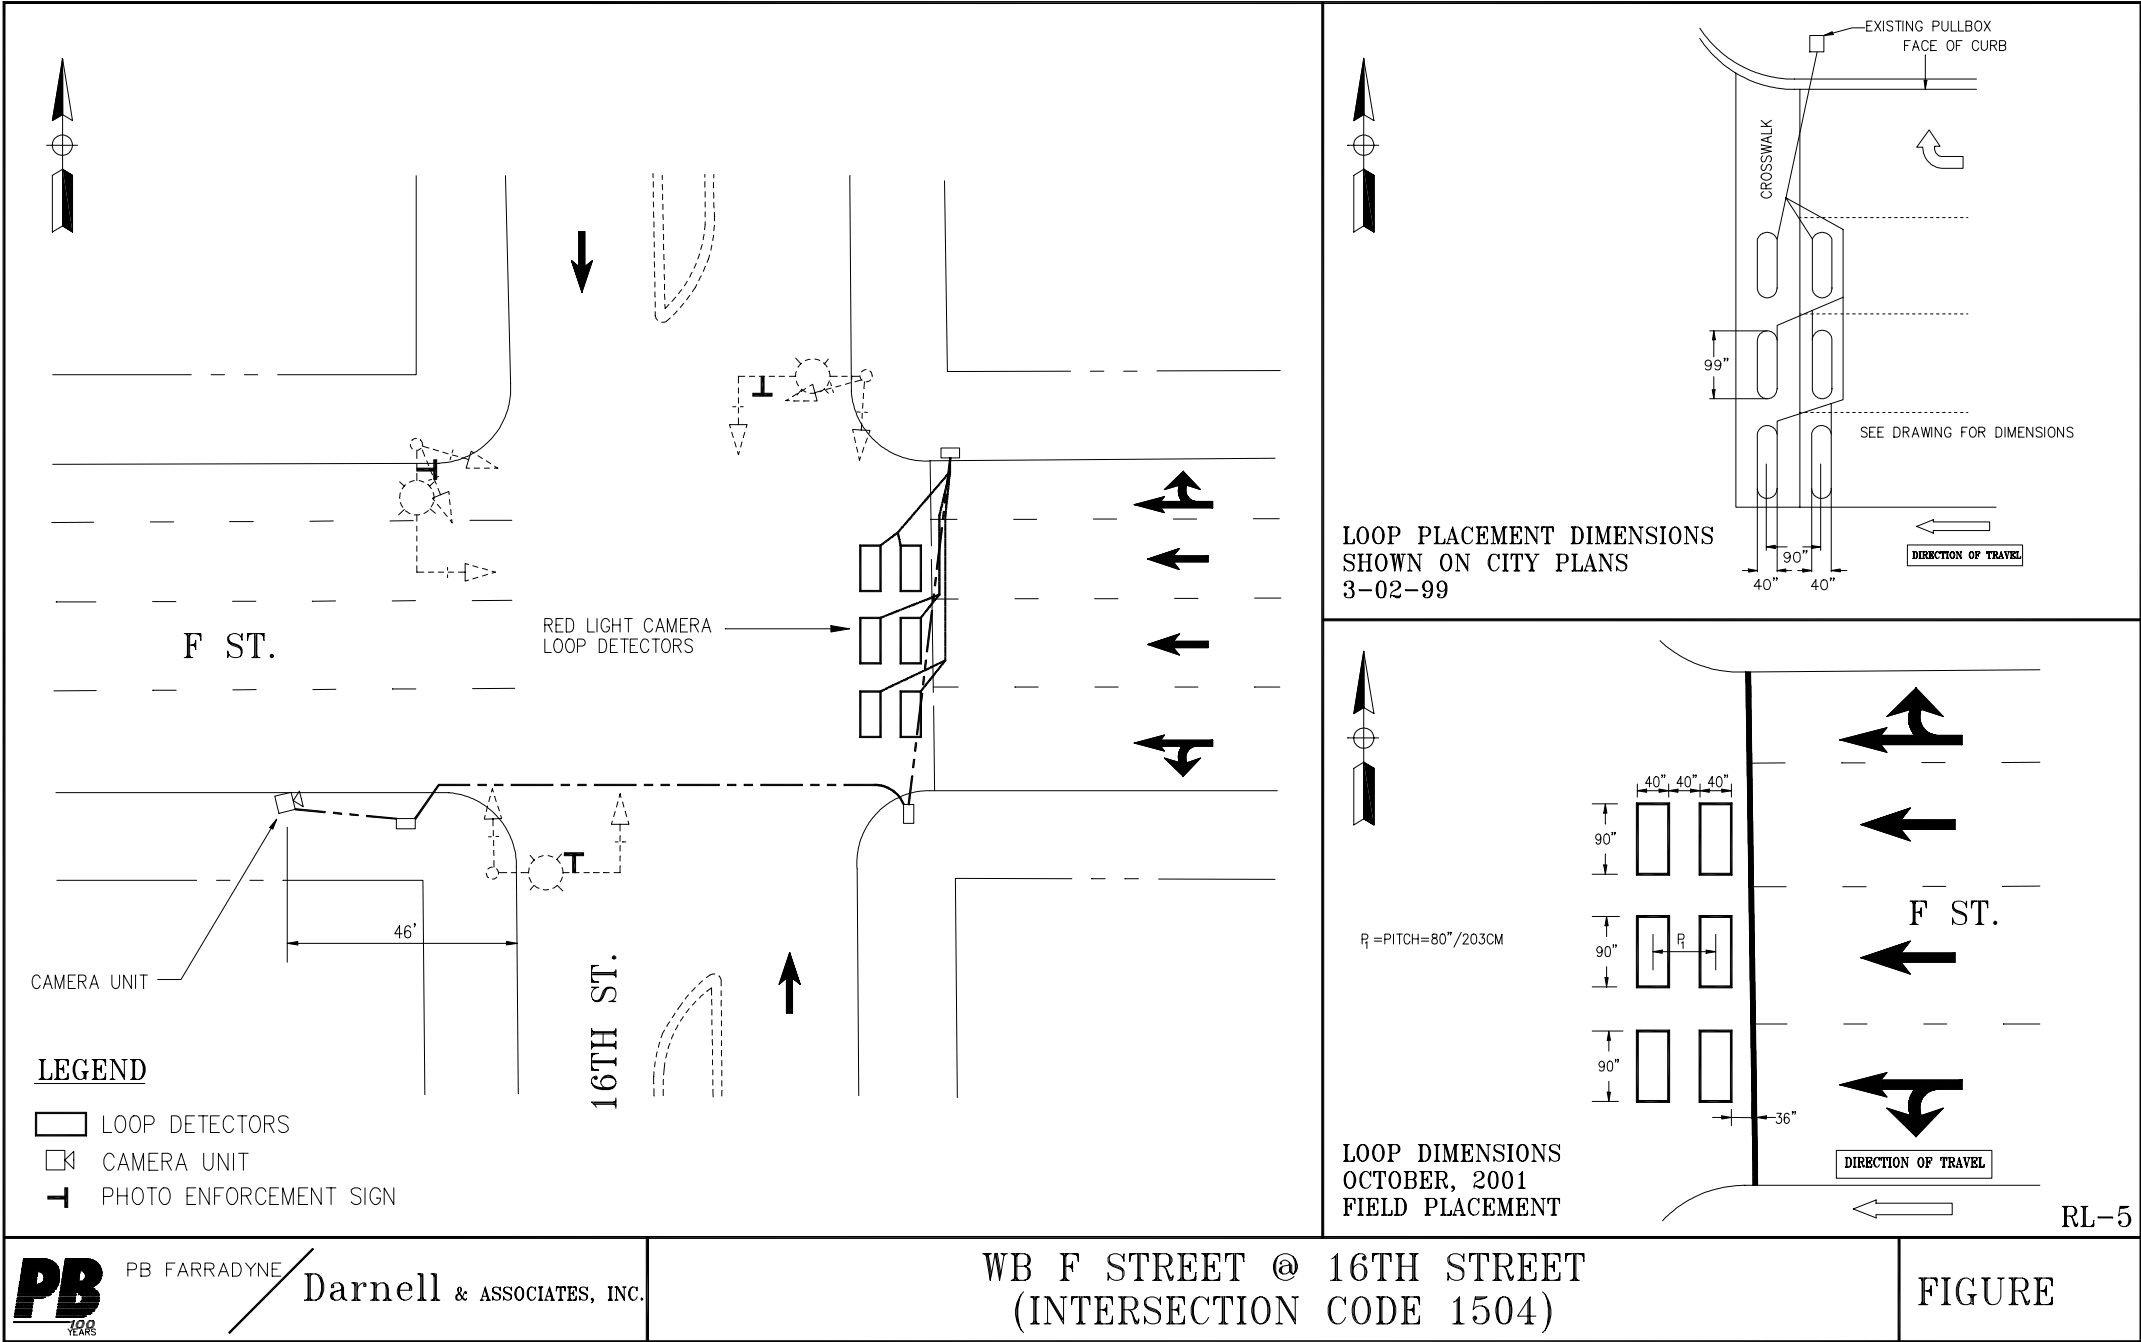 RED LIGHT CAMERA
LOOP DETECTORS
F ST.
46'
CAMERA UNIT
16TH ST.
LEGEND
LOOP DETECTORS
CAMERA UNIT
PHOTO ENFORCEMENT SIGN
EXISTING PULLBOX
FACE OF CURB
CROSSWALK
99"
SEE DRAWING FOR DIMENSIONS
LOOP PLACEMENT DIMENSIONS
SHOWN ON CITY PLANS
3-02-99
90"
40" 40"
DIRECTION OF TRAVEL
40" 40" 40"
90"
F ST.
P1=PITCH=80"/203CM
90"
P1
90"
36"
LOOP DIMENSIONS
OCTOBER, 2001
FIELD PLACEMENT
DIRECTION OF TRAVEL
RL-5
PB
100
YEARS
PB FARRADYNE
Darnell & ASSOCIATES, INC.
WB F STREET @ 16TH STREET
(INTERSECTION CODE 1504)
FIGURE